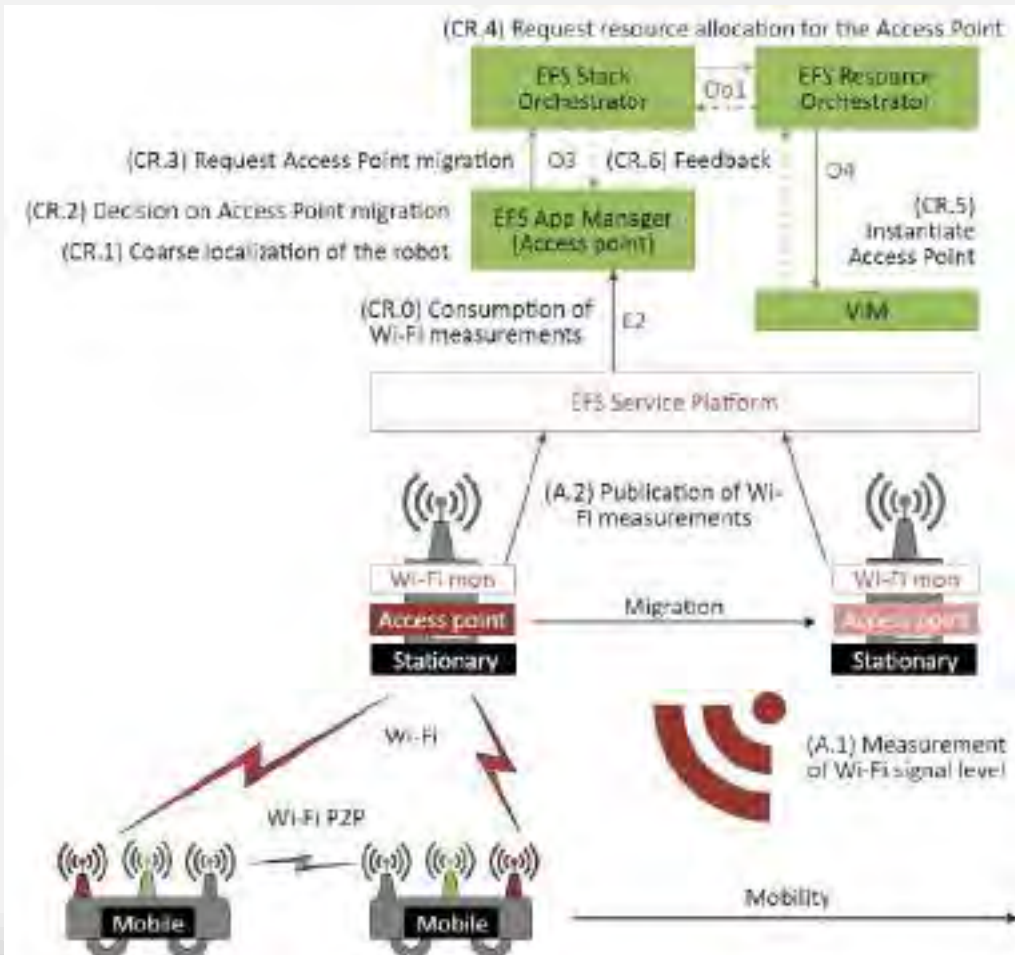 (CR.4) Request resource allocation for the Access Point
EFS Stack
Orchestrator
Oo1
EFS Resource
Orchestrator
(CR.3) Request Access Point migration
O3
(CR.6) Feedback
O4
(CR.2) Decision on Access Point migration
(CR.1) Coarse localization of the robot
EFS App Manager
(Access point)
(CR.5)
Instantiate
Access Point
(CR.0) Consumption of
Wi-Fi measurements
E2
VIM
EFS Service Platform
(A.2) Publication of Wi-
Fi measurements
Wi-Fi mon
Access point
Stationary
Migration
Wi-Fi mon
Access point
Stationary
Wi-Fi
(A.1) Measurement
of Wi-Fi signal level
Wi-Fi P2P
Mobile
Mobile
Mobility